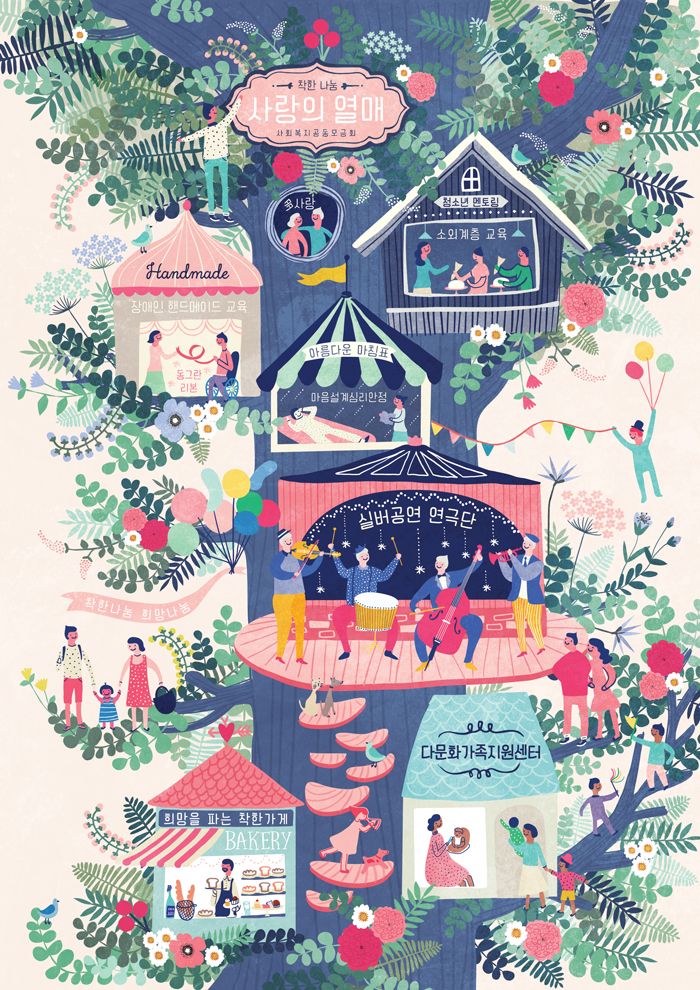 착한 나눔
사랑의 열매
사회복지공동모금회
多사랑
청소년 멘토링
소외계층 교육
Handmade
장애인 핸드메이드 교육
동그란
리본
아름다운 마침표
마음설계심리안정
실버공연 연극단
착한나눔 희망나눔
다문화가족지원센터
희망을 파는 착한가게
BAKERY